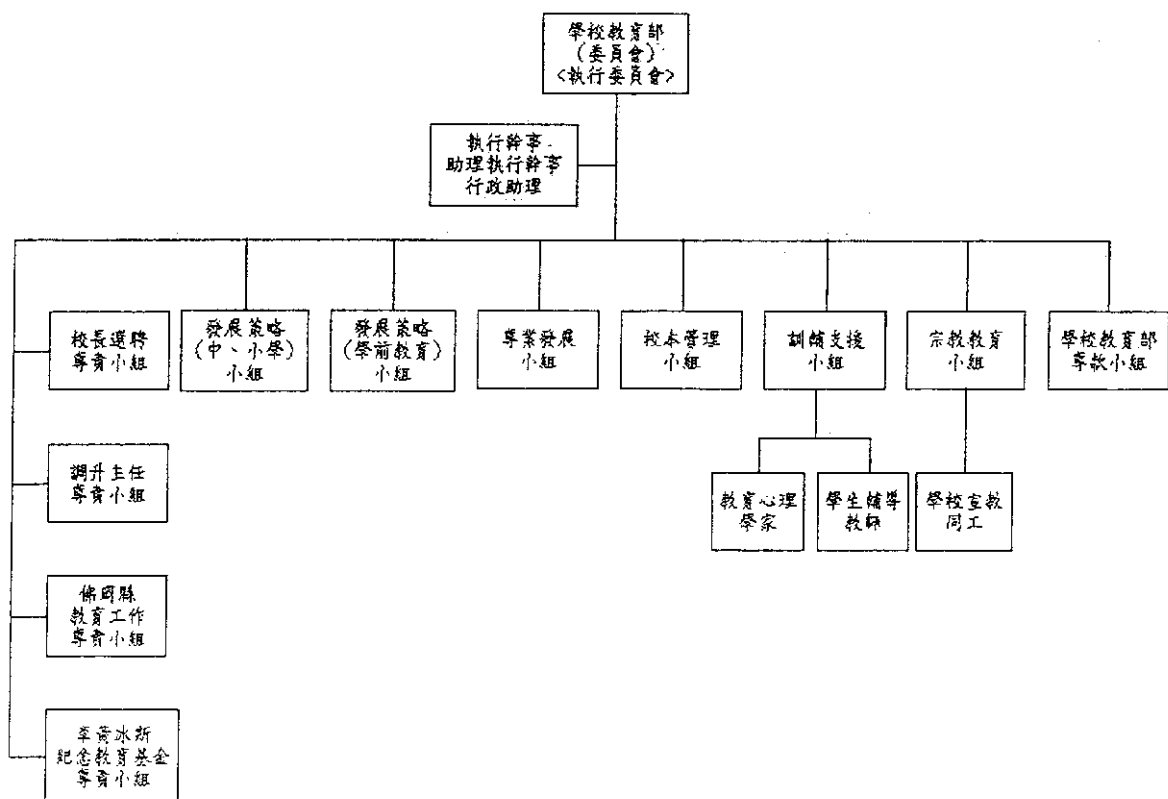 學校教育部
(委員會)
<執行委員會>
執行幹事
助理執行幹事
行政助理
校長選聘
專責小組
發展策略
(中、小學)
小組
發展策略
(學前教育)
小組
專業發展
小組
校本管理
小組
訓輔支援
小組
宗教教育
小組
學校教育部
專款小組
調升主任
專責小組
教育心理
學家
學生輔導
教師
學校宣教
同工
佛岡縣
教育工作
專責小組
李黃冰新
紀念教育基金
專責小組